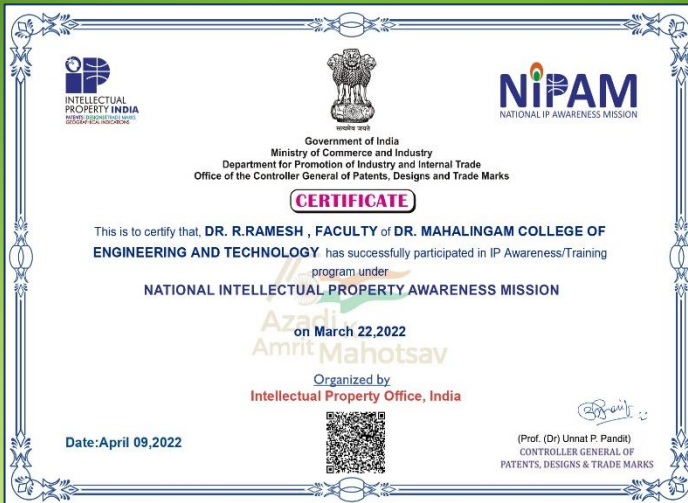 INTELLECTUAL
PROPERTY INDIA
PATENTS | DESIGNS | TRADE MARKS
GEOGRAPHICAL INDICATIONS
सत्यमेव जयते
NiPAM
NATIONAL IP AWARENESS MISSION
Government of India
Ministry of Commerce and Industry
Department for Promotion of Industry and Internal Trade
Office of the Controller General of Patents, Designs and Trade Marks
CERTIFICATE
This is to certify that, DR. R.RAMESH , FACULTY of DR. MAHALINGAM COLLEGE OF
ENGINEERING AND TECHNOLOGY has successfully participated in IP Awareness/Training
program under
NATIONAL INTELLECTUAL PROPERTY AWARENESS MISSION
Azadi Ka
on March 22,2022
Amrit Mahotsav
Organized by
Intellectual Property Office, India
Date:April 09,2022
(Prof. (Dr) Unnat P. Pandit)
CONTROLLER GENERAL OF
PATENTS, DESIGNS & TRADE MARKS